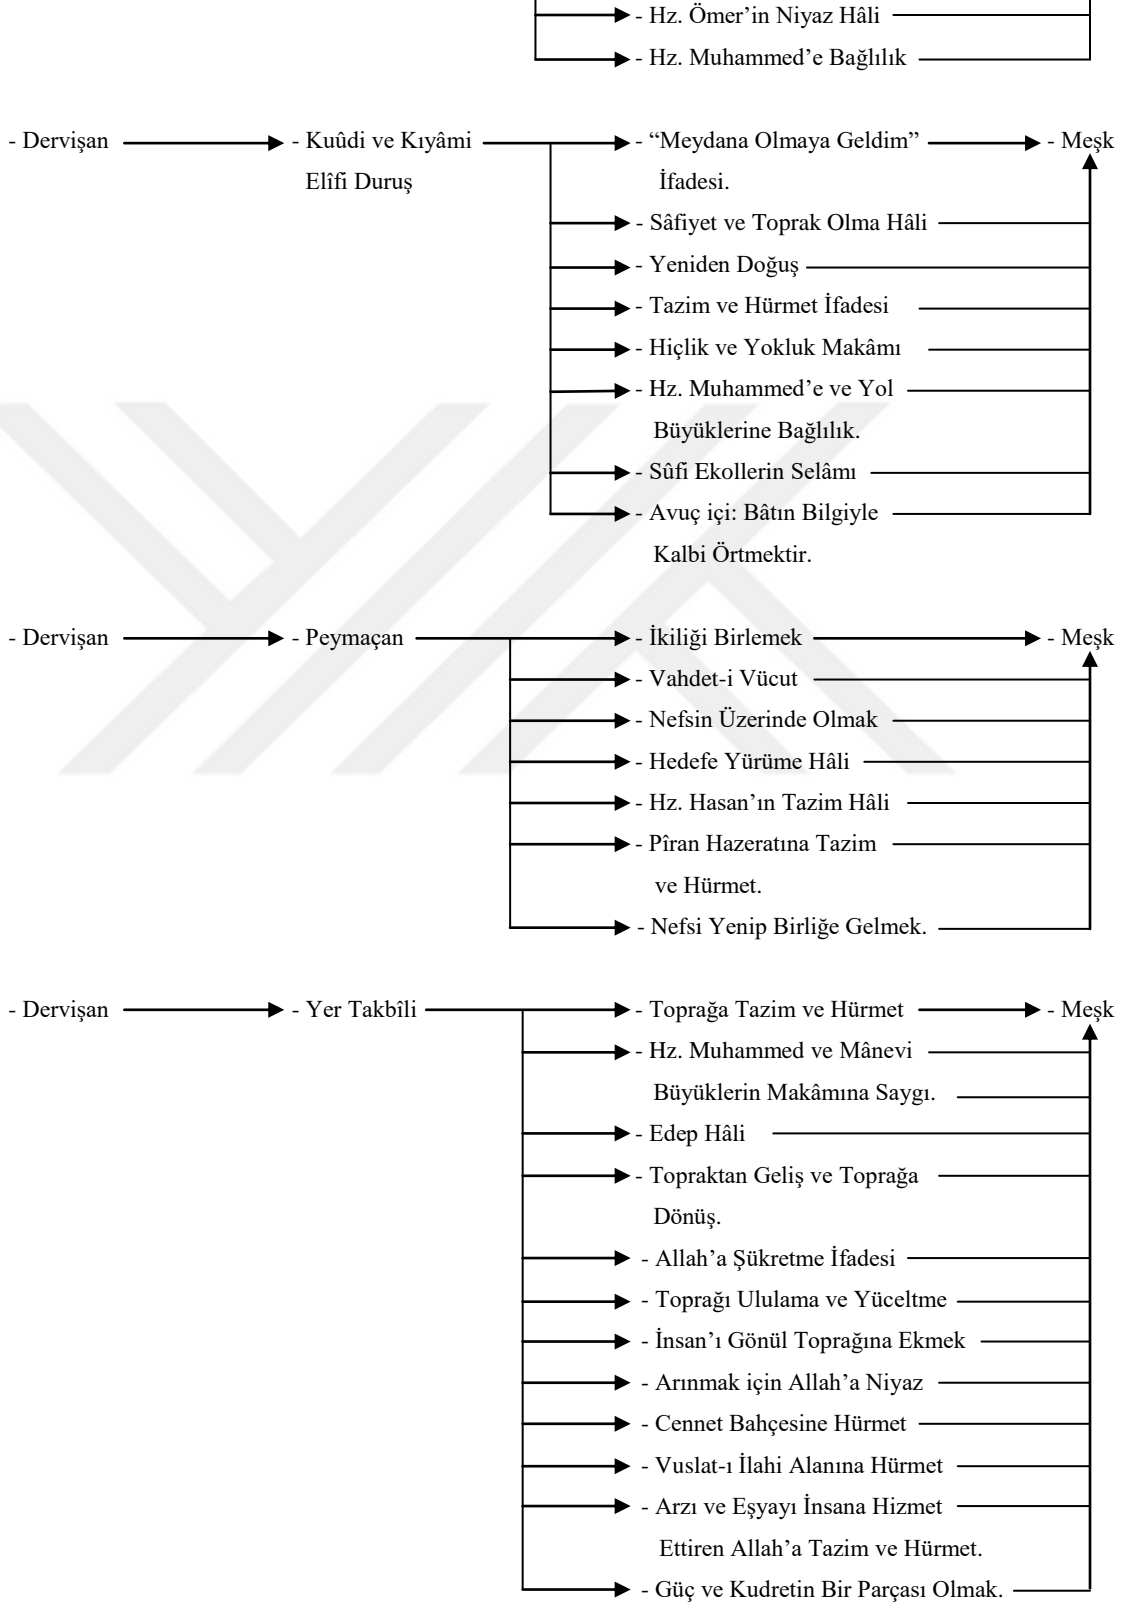 - Hz. Ömer’in Niyaz Hâli
- Hz. Muhammed’e Bağlılık
- Dervişan - Kuûdi ve Kıyâmi - “Meydana Olmaya Geldim” - Meşk
Elîfi Duruş İfadesi.
- Sâfiyet ve Toprak Olma Hâli
- Yeniden Doğuş
- Tazim ve Hürmet İfadesi
- Hiçlik ve Yokluk Makâmı
- Hz. Muhammed’e ve Yol
Büyüklerine Bağlılık.
- Sûfi Ekollerin Selâmı
- Avuç içi: Bâtın Bilgiyle
Kalbi Örtmektir.
- Dervişan - Peymaçan - İkiliği Birlemek - Meşk
- Vahdet-i Vücut
- Nefsin Üzerinde Olmak
- Hedefe Yürüme Hâli
- Hz. Hasan’ın Tazim Hâli
- Pîran Hazeratına Tazim
ve Hürmet.
- Nefsi Yenip Birliğe Gelmek.
- Dervişan - Yer Takbîli - Toprağa Tazim ve Hürmet - Meşk
- Hz. Muhammed ve Mânevi
Büyüklerin Makâmına Saygı.
- Edep Hâli
- Topraktan Geliş ve Toprağa
Dönüş.
- Allah’a Şükretme İfadesi
- Toprağı Ululama ve Yüceltme
- İnsan’ı Gönül Toprağına Ekmek
- Arınmak için Allah’a Niyaz
- Cennet Bahçesine Hürmet
- Vuslat-ı İlahi Alanına Hürmet
- Arzı ve Eşyayı İnsana Hizmet
Ettiren Allah’a Tazim ve Hürmet.
- Güç ve Kudretin Bir Parçası Olmak.